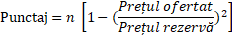 Punctaj = n [1 − (Prețul ofertat / Prețul rezervă)²]